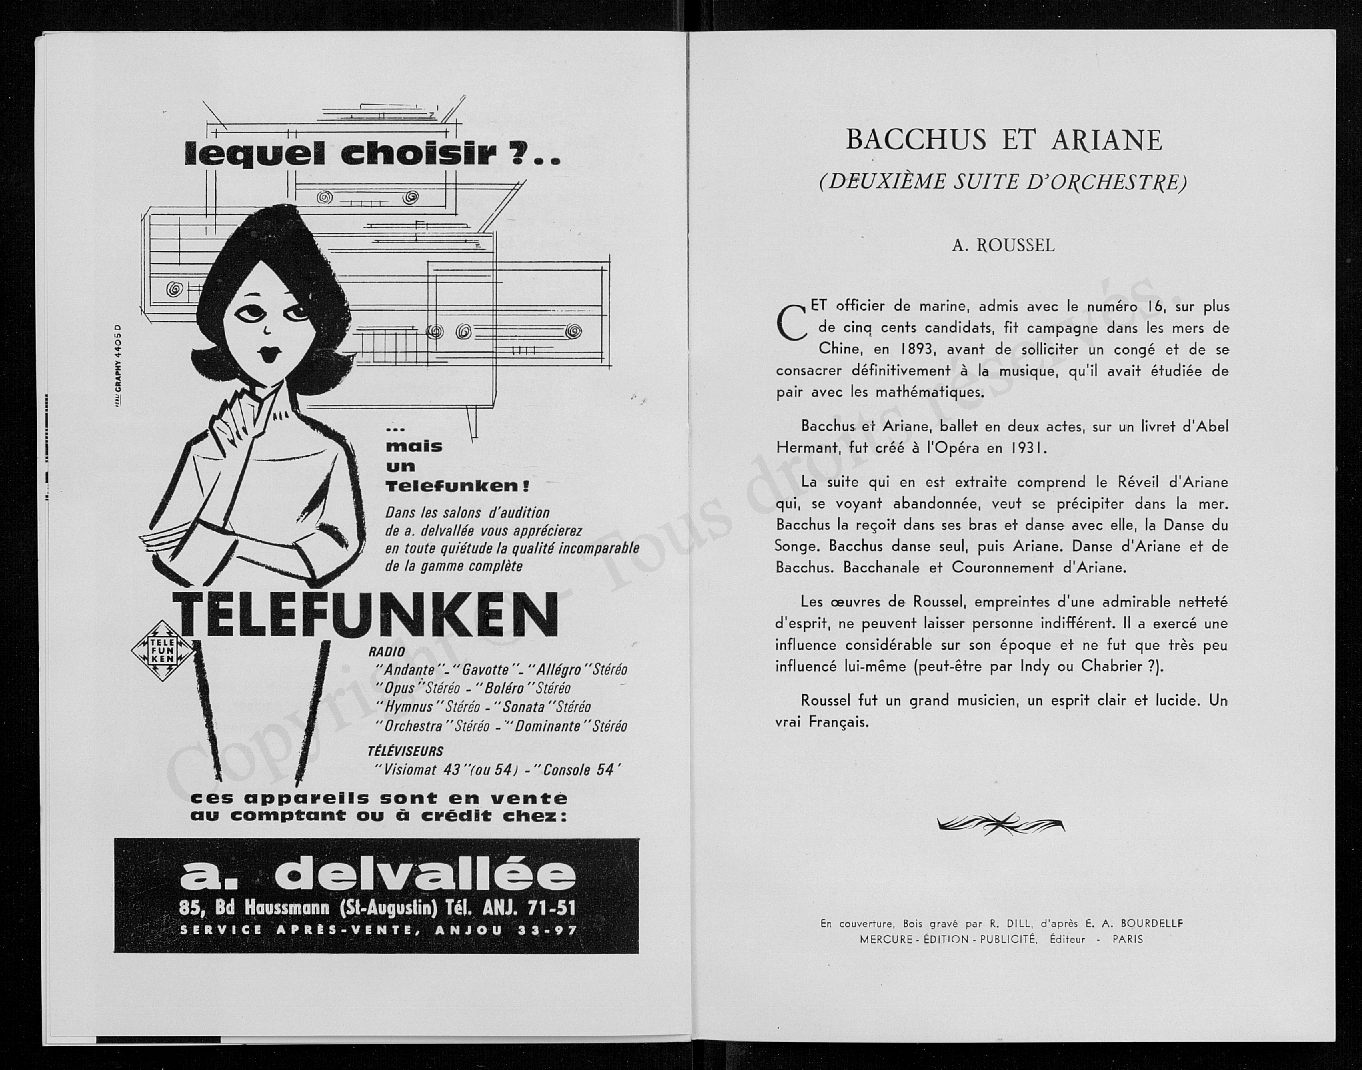 lequel choisir ?..
GRAPHY 4405 D
...
mais
un
Telefunken !
Dans les salons d'audition
de a. delvallée vous apprécierez
en toute quiétude la qualité incomparable
de la gamme complète
TELEFUNKEN
TELE
FUN
KEN
RADIO
"Andante" - "Gavotte" - "Allégro" Stéréo
"Opus" Stéréo - "Boléro" Stéréo
"Hymnus" Stéréo - "Sonata" Stéréo
"Orchestra" Stéréo - "Dominante" Stéréo
TÉLÉVISEURS
"Visiomat 43" (ou 54) - "Console 54'
ces appareils sont en vente
au comptant ou à crédit chez :
a. delvallée
85, Bd Haussmann (St-Augustin) Tél. ANJ. 71-51
SERVICE APRÈS-VENTE, ANJOU 33-97
BACCHUS ET ARIANE
(DEUXIÈME SUITE D'ORCHESTRE)
A. ROUSSEL
CET officier de marine, admis avec le numéro 16, sur plus
de cinq cents candidats, fit campagne dans les mers de
Chine, en 1893, avant de solliciter un congé et de se
consacrer définitivement à la musique, qu'il avait étudiée de
pair avec les mathématiques.
Bacchus et Ariane, ballet en deux actes, sur un livret d'Abel
Hermant, fut créé à l'Opéra en 1931.
La suite qui en est extraite comprend le Réveil d'Ariane
qui, se voyant abandonnée, veut se précipiter dans la mer.
Bacchus la reçoit dans ses bras et danse avec elle, la Danse du
Songe. Bacchus danse seul, puis Ariane. Danse d'Ariane et de
Bacchus. Bacchanale et Couronnement d'Ariane.
Les œuvres de Roussel, empreintes d'une admirable netteté
d'esprit, ne peuvent laisser personne indifférent. Il a exercé une
influence considérable sur son époque et ne fut que très peu
influencé lui-même (peut-être par Indy ou Chabrier ?).
Roussel fut un grand musicien, un esprit clair et lucide. Un
vrai Français.
En couverture, Bois gravé par R. DILL, d'après E. A. BOURDELLE
MERCURE - ÉDITION - PUBLICITÉ, Éditeur - PARIS
Copyright © - Tous droits réservés.